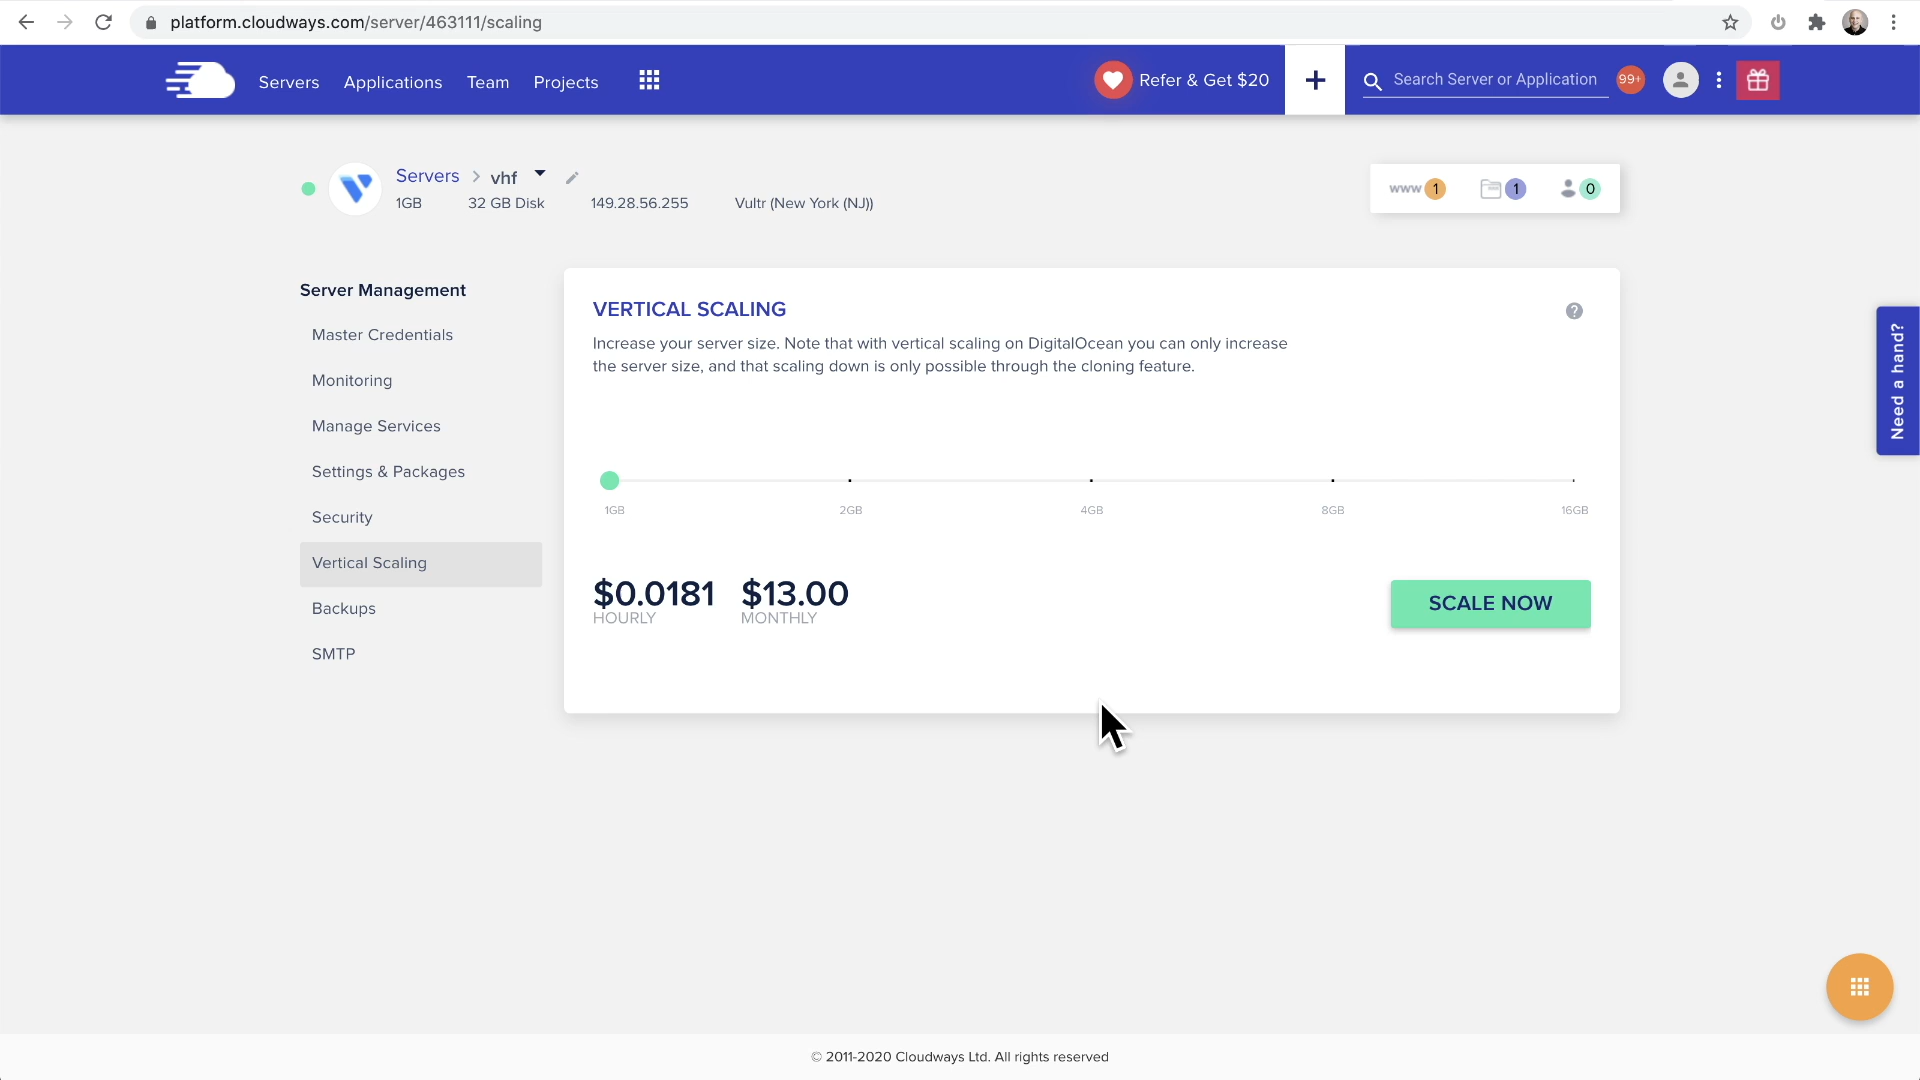 platform.cloudways.com/server/463111/scaling
Servers Applications Team Projects
Refer & Get $20
+
Search Server or Application
99+
Servers > vhf
1GB 32 GB Disk 149.28.56.255 Vultr (New York (NJ))
www 1 1 0
Server Management
Master Credentials
Monitoring
Manage Services
Settings & Packages
Security
Vertical Scaling
Backups
SMTP
VERTICAL SCALING
?
Increase your server size. Note that with vertical scaling on DigitalOcean you can only increase
the server size, and that scaling down is only possible through the cloning feature.
1GB 2GB 4GB 8GB 16GB
$0.0181 $13.00
HOURLY MONTHLY
SCALE NOW
Need a hand?
© 2011-2020 Cloudways Ltd. All rights reserved